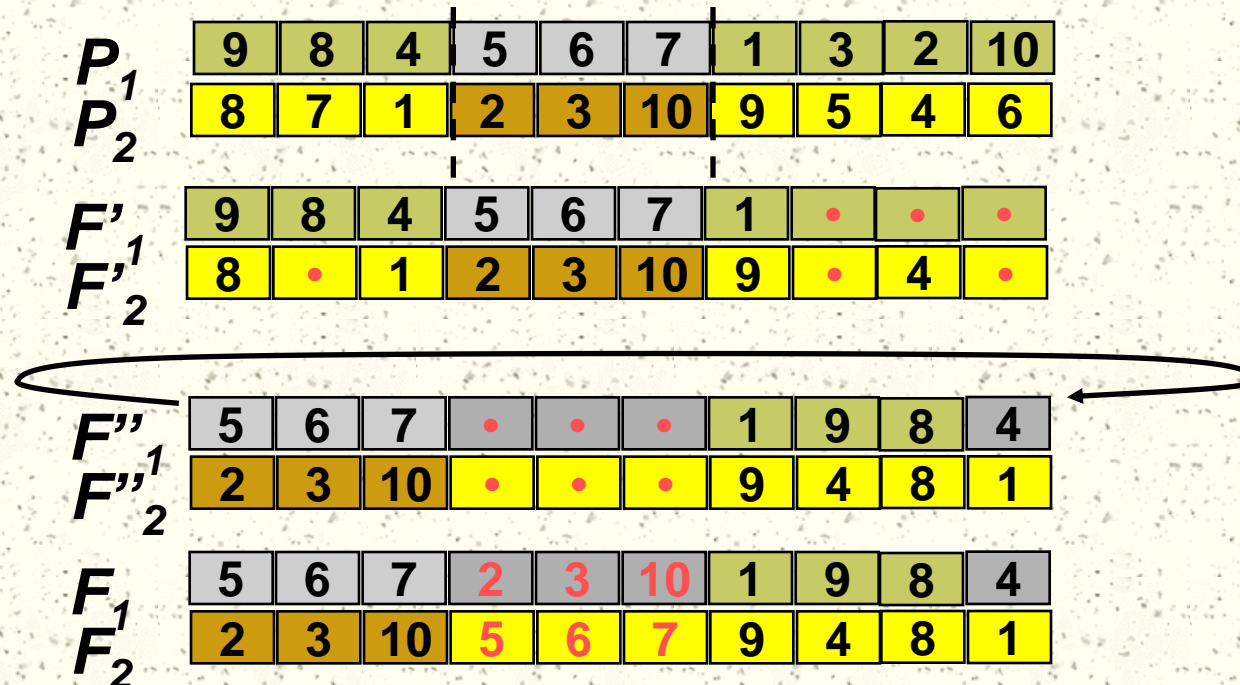 P1 9 8 4 5 6 7 1 3 2 10
P2 8 7 1 2 3 10 9 5 4 6
F’1 9 8 4 5 6 7 1 • • •
F’2 8 • 1 2 3 10 9 • 4 •
F’’1 5 6 7 • • • 1 9 8 4
F’’2 2 3 10 • • • 9 4 8 1
F1 5 6 7 2 3 10 1 9 8 4
F2 2 3 10 5 6 7 9 4 8 1